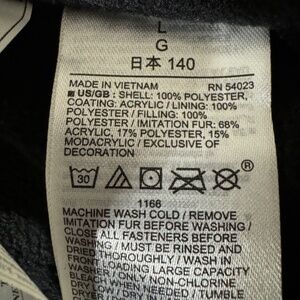 L
G
日本 140
MADE IN VIETNAM RN 54023
■ US/GB : SHELL: 100% POLYESTER,
COATING: ACRYLIC / LINING: 100%
POLYESTER / FILLING: 100%
POLYESTER / IMITATION FUR: 68%
ACRYLIC, 17% POLYESTER, 15%
MODACRYLIC / EXCLUSIVE OF
DECORATION
30 ®
1166
MACHINE WASH COLD / REMOVE
IMITATION FUR BEFORE WASHING /
CLOSE ALL FASTENERS BEFORE
WASHING / MUST BE RINSED AND
DRIED THOROUGHLY / WASH IN
FRONT LOADING LARGE CAPACITY
BLEACH / ONLY NON-CHLORINE
WHEN NEEDED / TUMBLE
DRY LOW